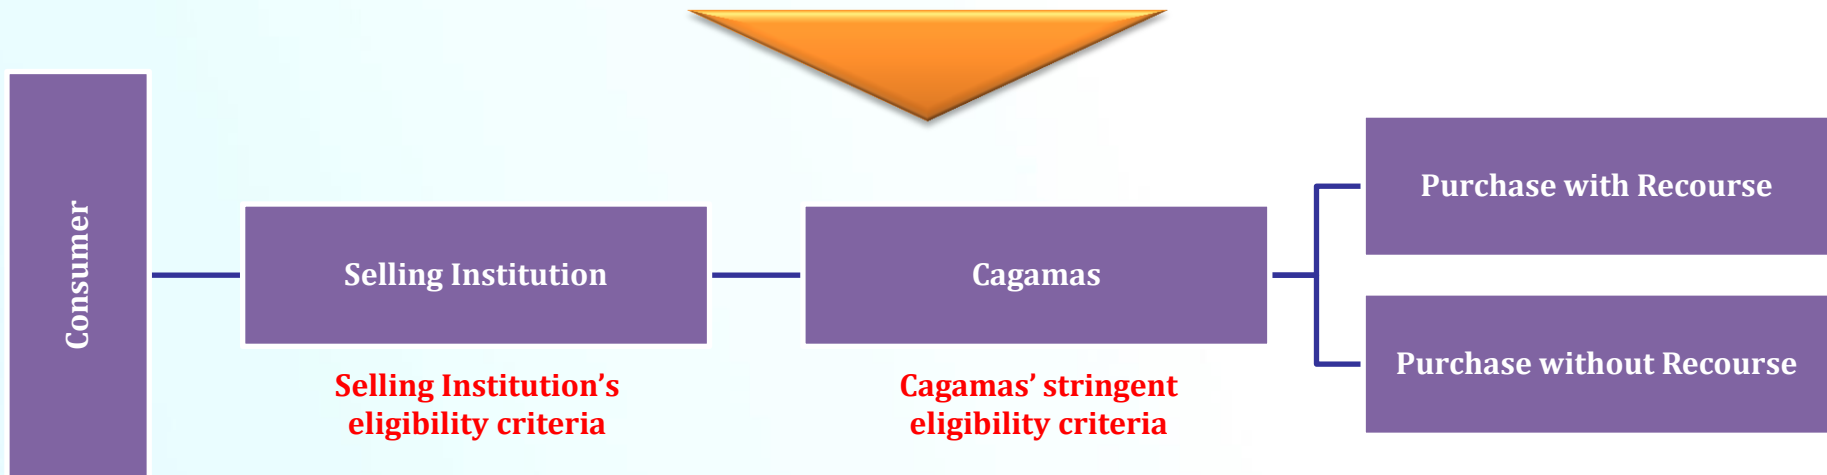 Consumer
Selling Institution
Selling Institution’s
eligibility criteria
Cagamas
Cagamas’ stringent
eligibility criteria
Purchase with Recourse
Purchase without Recourse